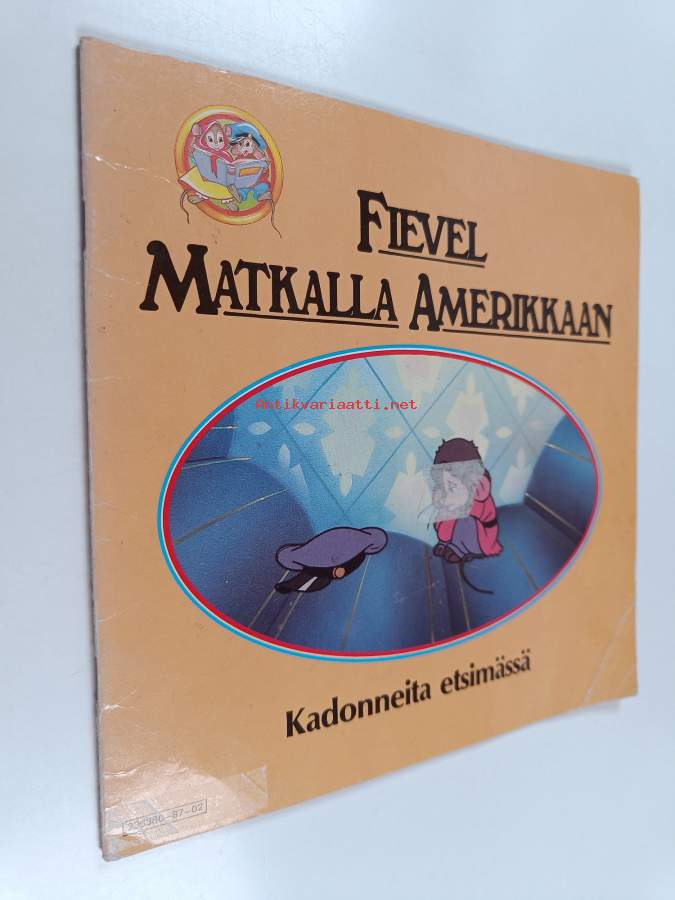 FIEVEL
MATKALLA AMERIKKAAN
Antikvariaatti.net
Kadonneita etsimässä